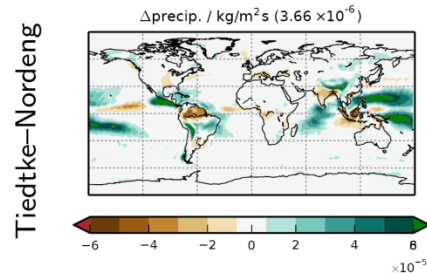 Δprecip. / kg/m²s (3.66 ×10⁻⁶)
Tiedtke–Nordeng
−6 −4 −2 0 2 4 6
×10⁻⁵